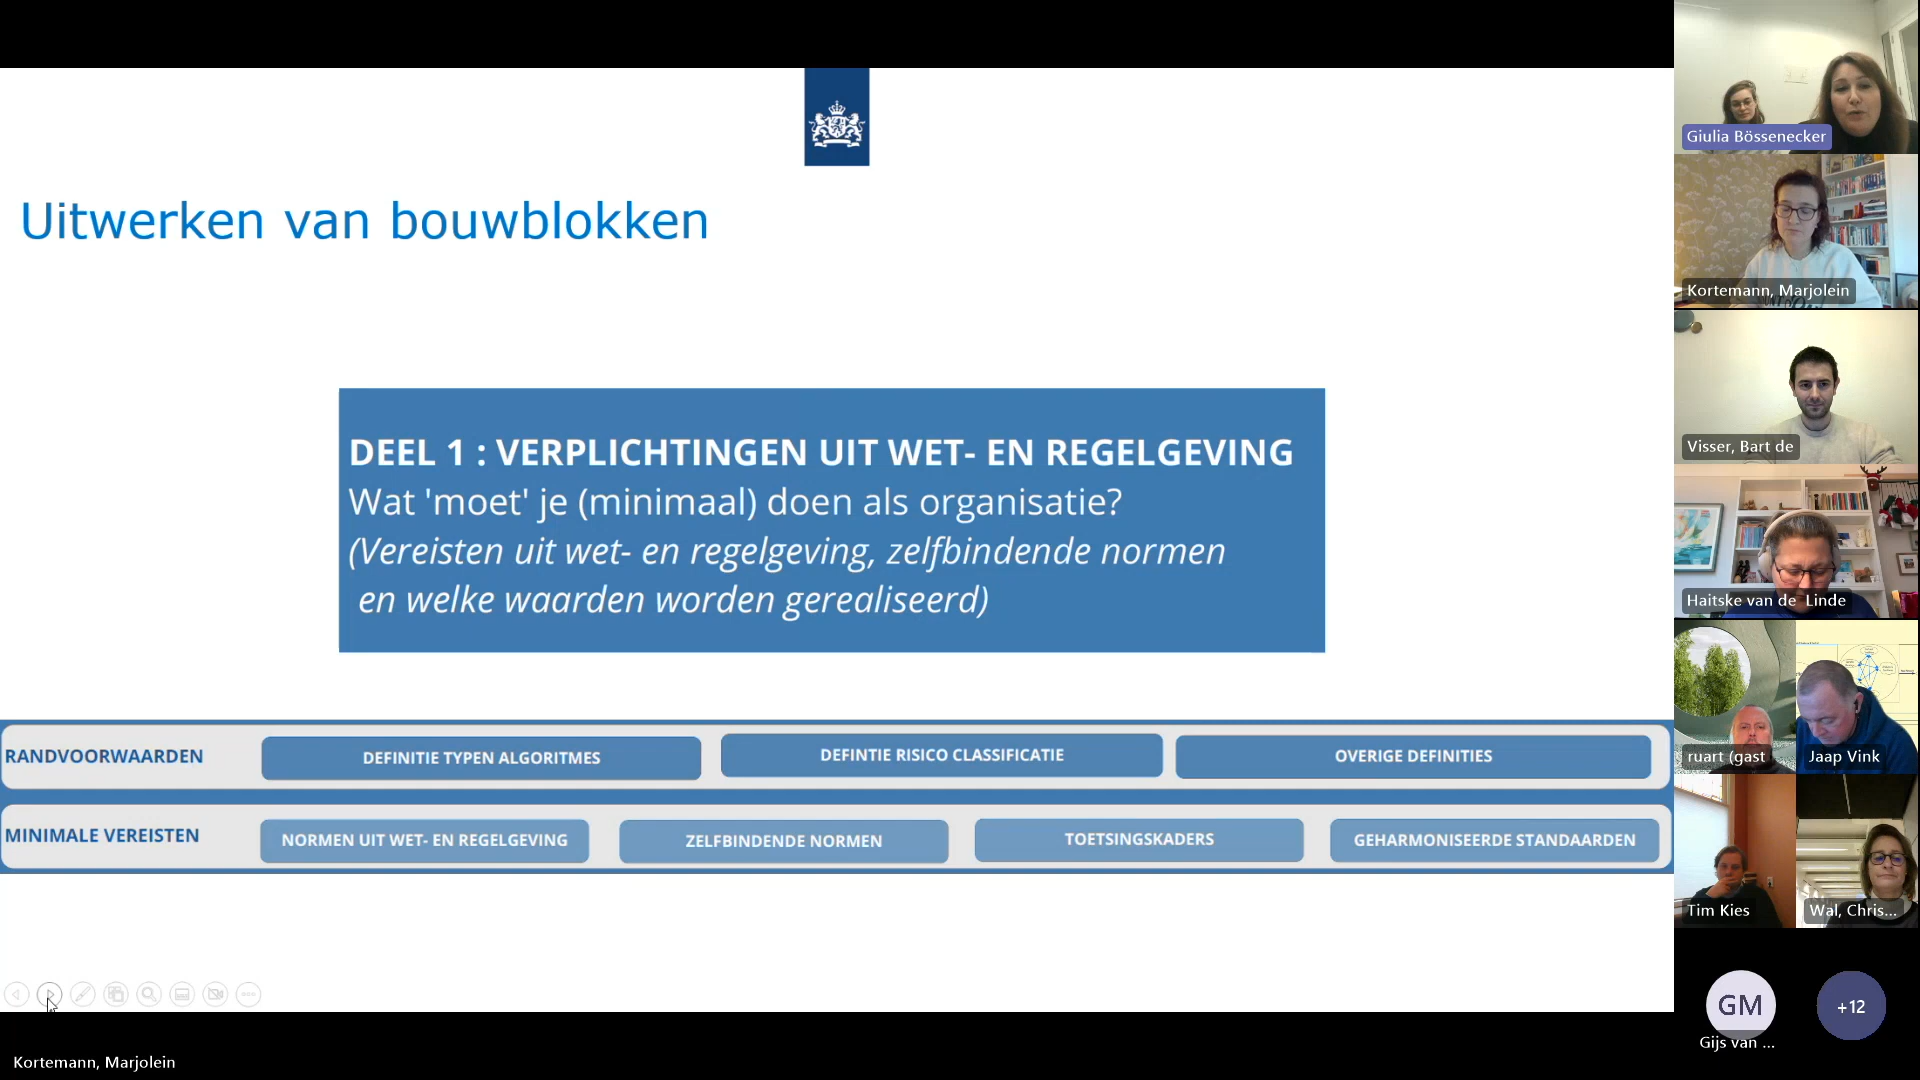 Uitwerken van bouwblokken
DEEL 1 : VERPLICHTINGEN UIT WET- EN REGELGEVING
Wat 'moet' je (minimaal) doen als organisatie?
(Vereisten uit wet- en regelgeving, zelfbindende normen
en welke waarden worden gerealiseerd)
RANDVOORWAARDEN
DEFINITIE TYPEN ALGORITMES
DEFINTIE RISICO CLASSIFICATIE
OVERIGE DEFINITIES
MINIMALE VEREISTEN
NORMEN UIT WET- EN REGELGEVING
ZELFBINDENDE NORMEN
TOETSINGSKADERS
GEHARMONISEERDE STANDAARDEN
Kortemann, Marjolein
Giulia Bössenecker
Kortemann, Marjolein
Visser, Bart de
Haitske van de Linde
ruart (gast
Jaap Vink
Tim Kies
Wal, Chris...
GM
+12
Gijs van ...